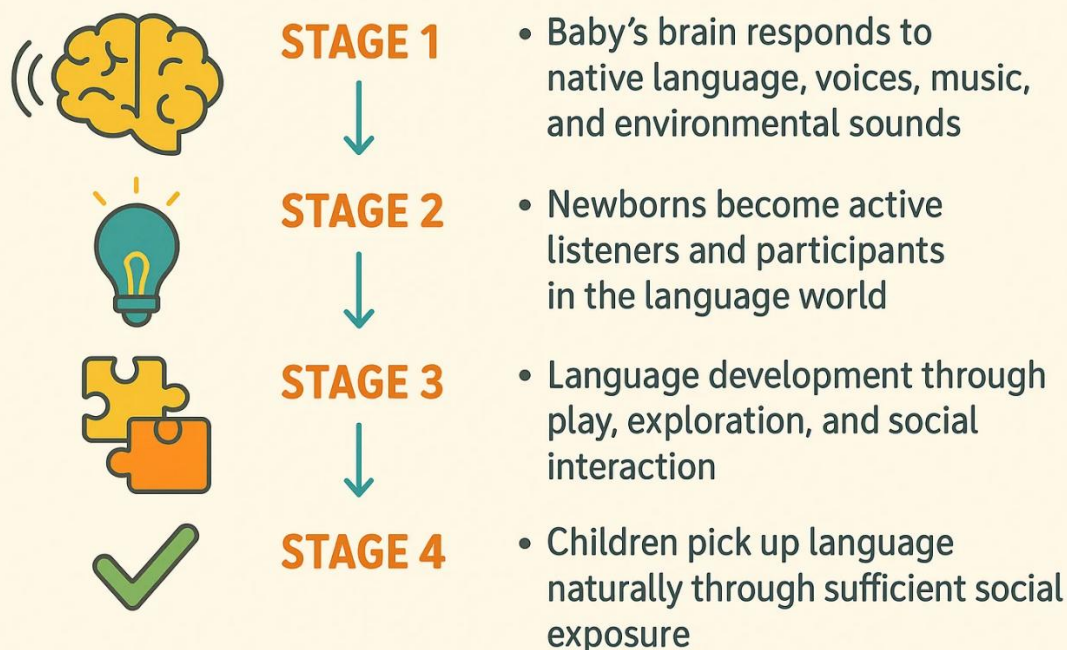 STAGE 1
• Baby's brain responds to
native language, voices, music,
and environmental sounds
STAGE 2
• Newborns become active
listeners and participants
in the language world
STAGE 3
• Language development through
play, exploration, and social
interaction
STAGE 4
• Children pick up language
naturally through sufficient social
exposure